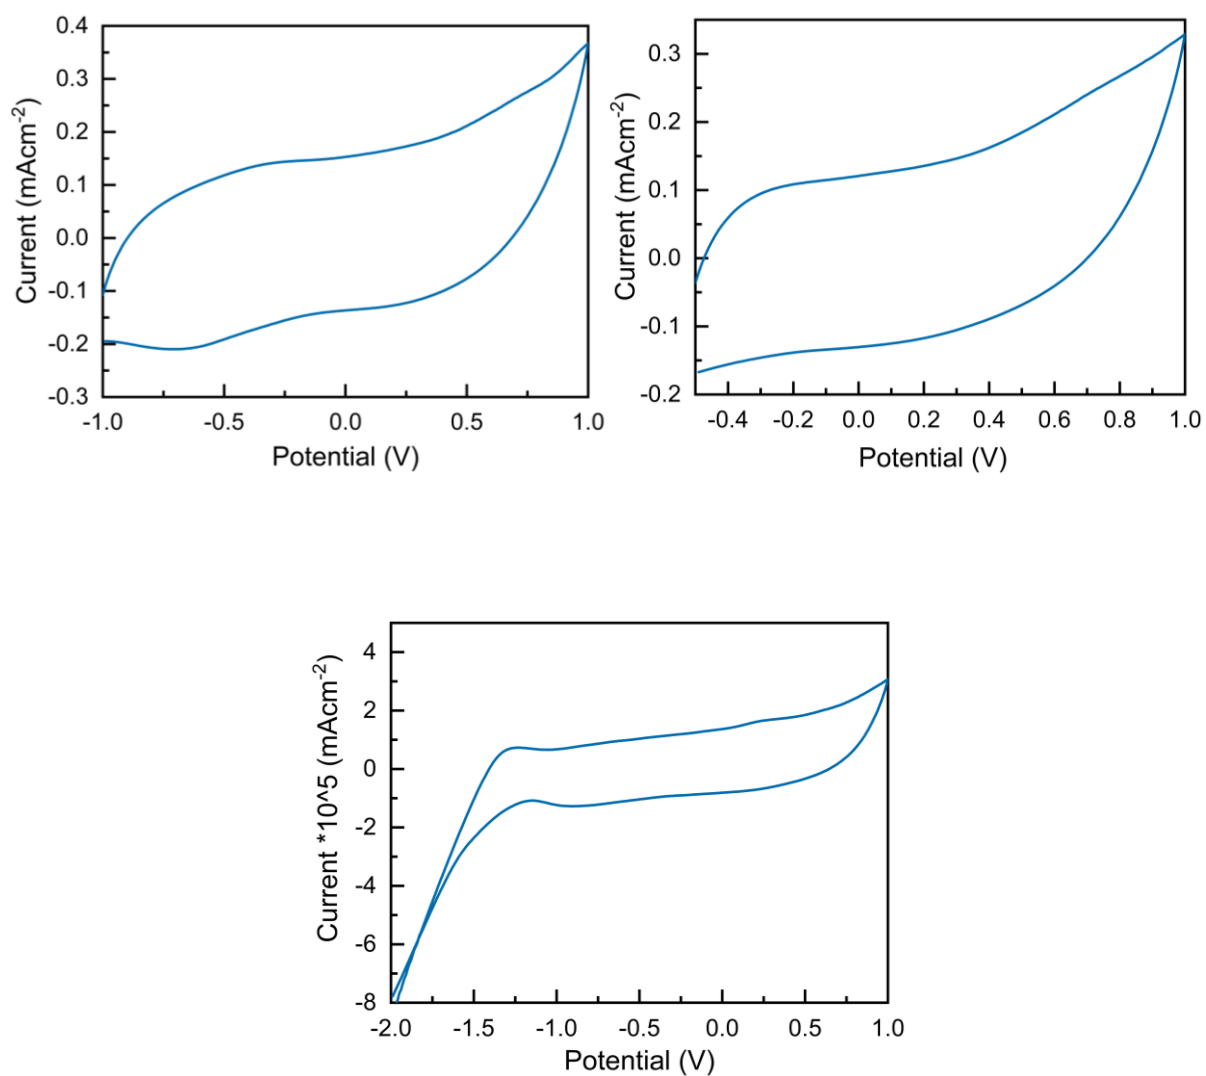 0.4
0.3
0.2
0.1
0.0
-0.1
-0.2
-0.3
Current (mAcm-2)
-1.0 -0.5 0.0 0.5 1.0
Potential (V)
0.3
0.2
0.1
0.0
-0.1
-0.2
Current (mAcm-2)
-0.4 -0.2 0.0 0.2 0.4 0.6 0.8 1.0
Potential (V)
4
2
0
-2
-4
-6
-8
Current *10^5 (mAcm-2)
-2.0 -1.5 -1.0 -0.5 0.0 0.5 1.0
Potential (V)